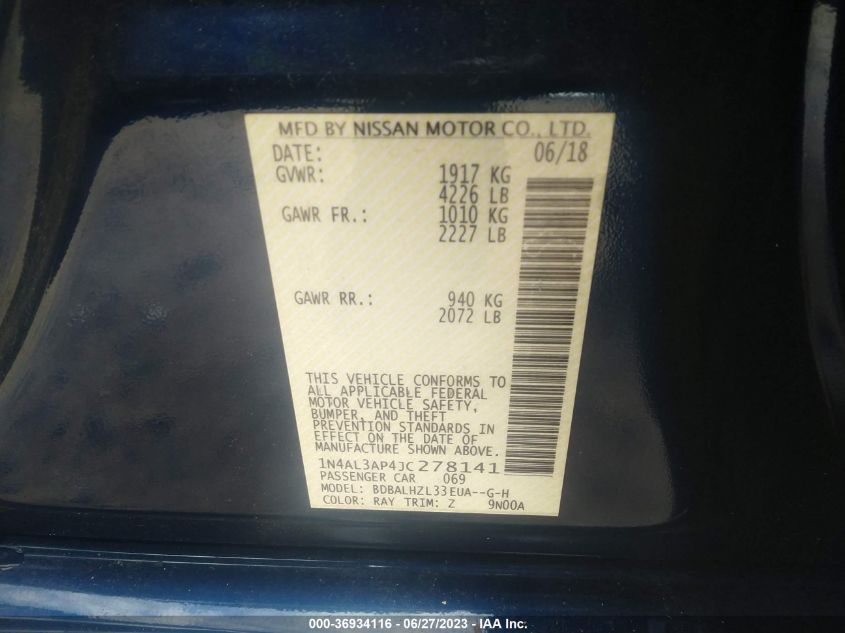 MFD BY NISSAN MOTOR CO., LTD.
DATE: 06/18
GVWR: 1917 KG
4226 LB
GAWR FR.: 1010 KG
2227 LB
GAWR RR.: 940 KG
2072 LB
THIS VEHICLE CONFORMS TO
ALL APPLICABLE FEDERAL
MOTOR VEHICLE SAFETY,
BUMPER, AND THEFT
PREVENTION STANDARDS IN
EFFECT ON THE DATE OF
MANUFACTURE SHOWN ABOVE.
1N4AL3AP4JC278141
PASSENGER CAR 069
MODEL: BDBALHZL33EUA--G-H
COLOR: RAY TRIM: Z 9N00A
000-36934116 - 06/27/2023 - © IAA, Inc.